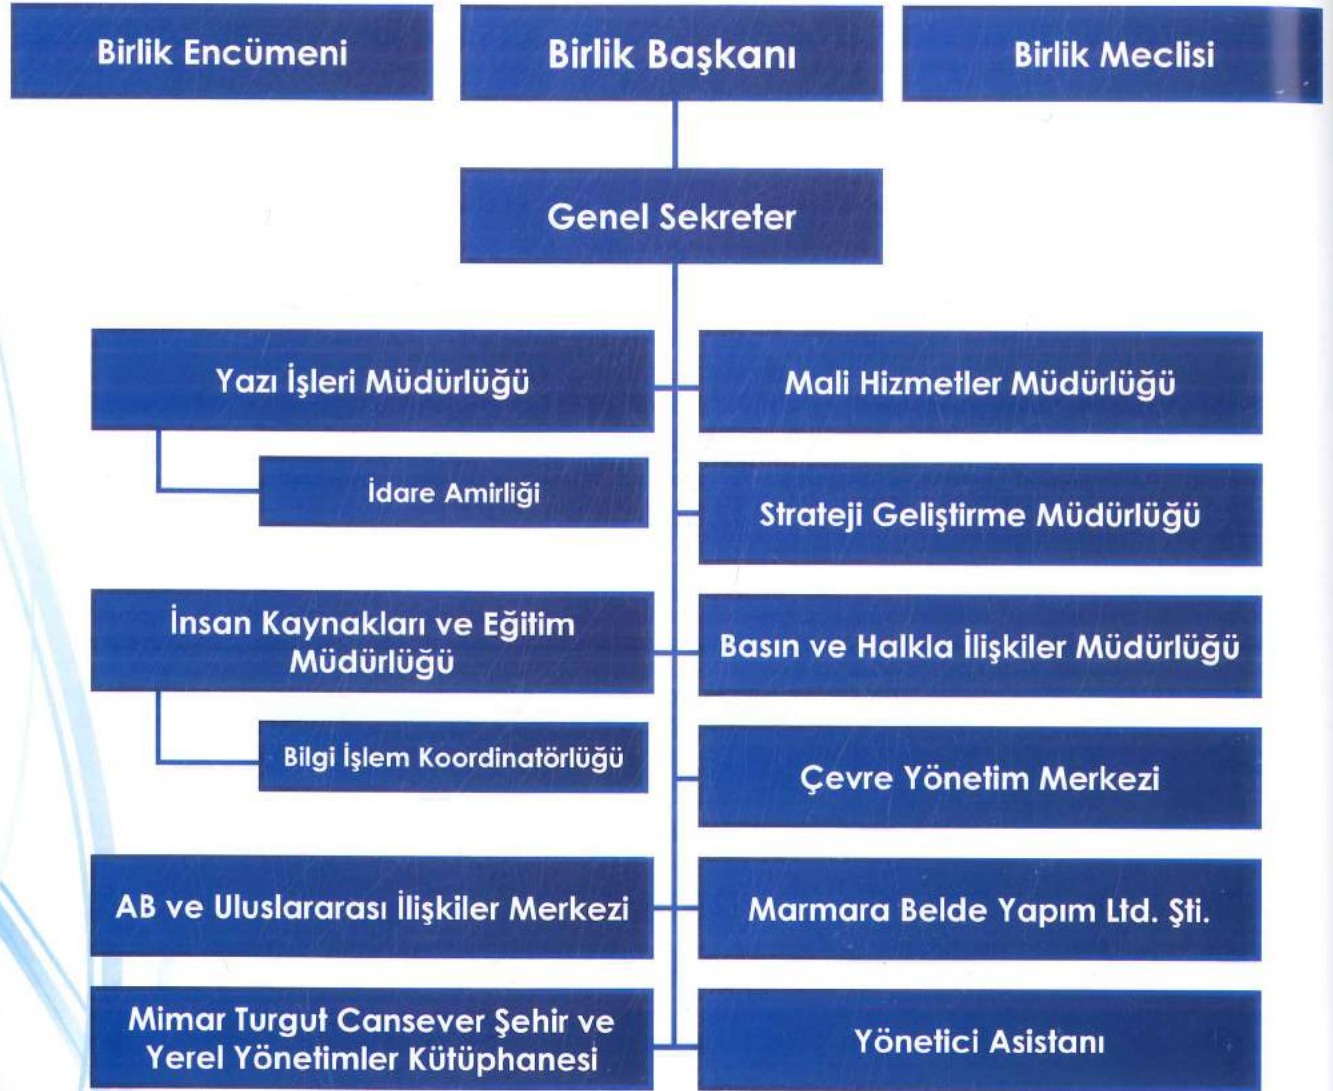 Birlik Encümeni
Birlik Başkanı
Birlik Meclisi
Genel Sekreter
Yazı İşleri Müdürlüğü
Mali Hizmetler Müdürlüğü
İdare Amirliği
Strateji Geliştirme Müdürlüğü
İnsan Kaynakları ve Eğitim
Müdürlüğü
Basın ve Halkla İlişkiler Müdürlüğü
Bilgi İşlem Koordinatörlüğü
Çevre Yönetim Merkezi
AB ve Uluslararası İlişkiler Merkezi
Marmara Belde Yapım Ltd. Şti.
Mimar Turgut Cansever Şehir ve
Yerel Yönetimler Kütüphanesi
Yönetici Asistanı